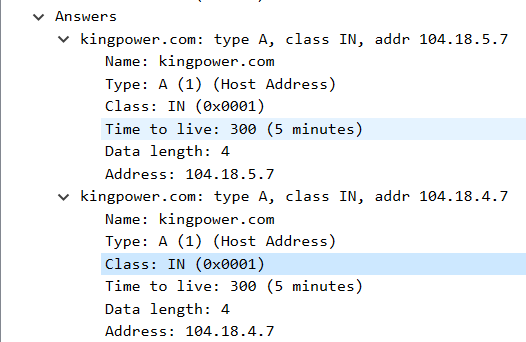 Answers
kingpower.com: type A, class IN, addr 104.18.5.7
Name: kingpower.com
Type: A (1) (Host Address)
Class: IN (0x0001)
Time to live: 300 (5 minutes)
Data length: 4
Address: 104.18.5.7
kingpower.com: type A, class IN, addr 104.18.4.7
Name: kingpower.com
Type: A (1) (Host Address)
Class: IN (0x0001)
Time to live: 300 (5 minutes)
Data length: 4
Address: 104.18.4.7